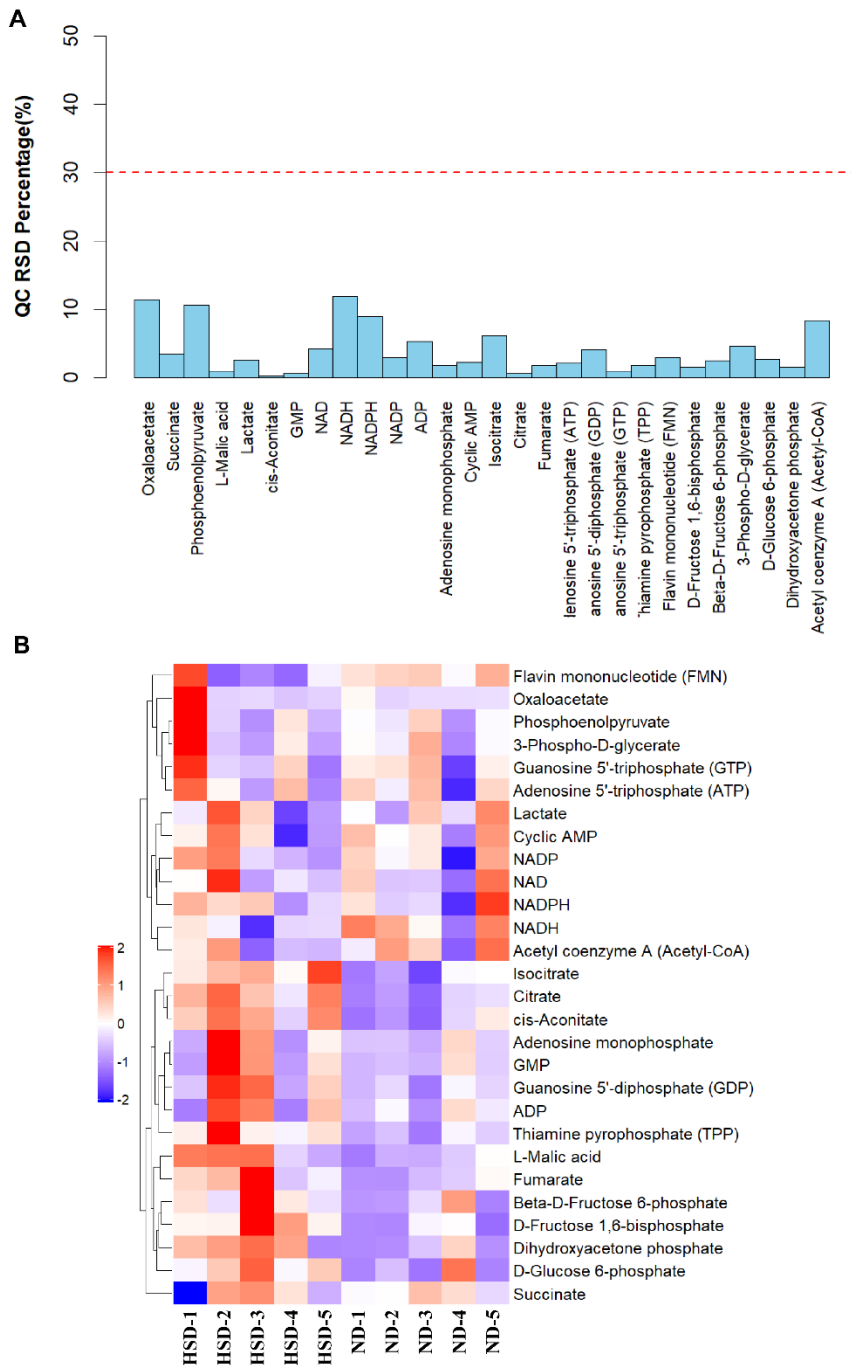 A
QC RSD Percentage(%)
50
40
30
20
10
0
Oxaloacetate
Succinate
Phosphoenolpyruvate
L-Malic acid
Lactate
cis-Aconitate
GMP
NAD
NADH
NADPH
NADP
ADP
Adenosine monophosphate
Cyclic AMP
Isocitrate
Citrate
Fumarate
lenosine 5'-triphosphate (ATP)
anosine 5'-diphosphate (GDP)
anosine 5'-triphosphate (GTP)
hiamine pyrophosphate (TPP)
Flavin mononucleotide (FMN)
D-Fructose 1,6-bisphosphate
Beta-D-Fructose 6-phosphate
3-Phospho-D-glycerate
D-Glucose 6-phosphate
Dihydroxyacetone phosphate
Acetyl coenzyme A (Acetyl-CoA)
B
Flavin mononucleotide (FMN)
Oxaloacetate
Phosphoenolpyruvate
3-Phospho-D-glycerate
Guanosine 5'-triphosphate (GTP)
Adenosine 5'-triphosphate (ATP)
Lactate
Cyclic AMP
NADP
NAD
NADPH
NADH
Acetyl coenzyme A (Acetyl-CoA)
Isocitrate
Citrate
cis-Aconitate
Adenosine monophosphate
GMP
Guanosine 5'-diphosphate (GDP)
ADP
Thiamine pyrophosphate (TPP)
L-Malic acid
Fumarate
Beta-D-Fructose 6-phosphate
D-Fructose 1,6-bisphosphate
Dihydroxyacetone phosphate
D-Glucose 6-phosphate
Succinate
2
1
0
-1
-2
HSD-1
HSD-2
HSD-3
HSD-4
HSD-5
ND-1
ND-2
ND-3
ND-4
ND-5